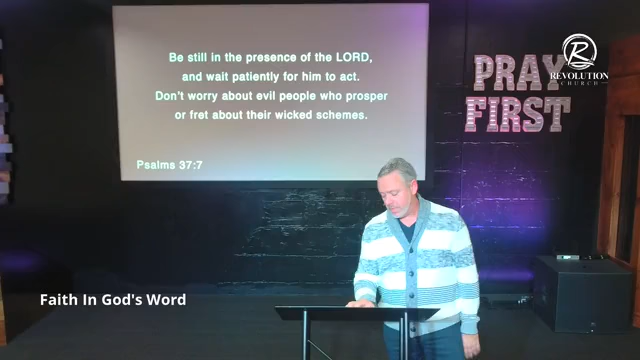 Be still in the presence of the LORD,
and wait patiently for him to act.
Don't worry about evil people who prosper
or fret about their wicked schemes.
Psalms 37:7
R
REVOLUTION
CHURCH
PRAY
FIRST
Faith In God's Word